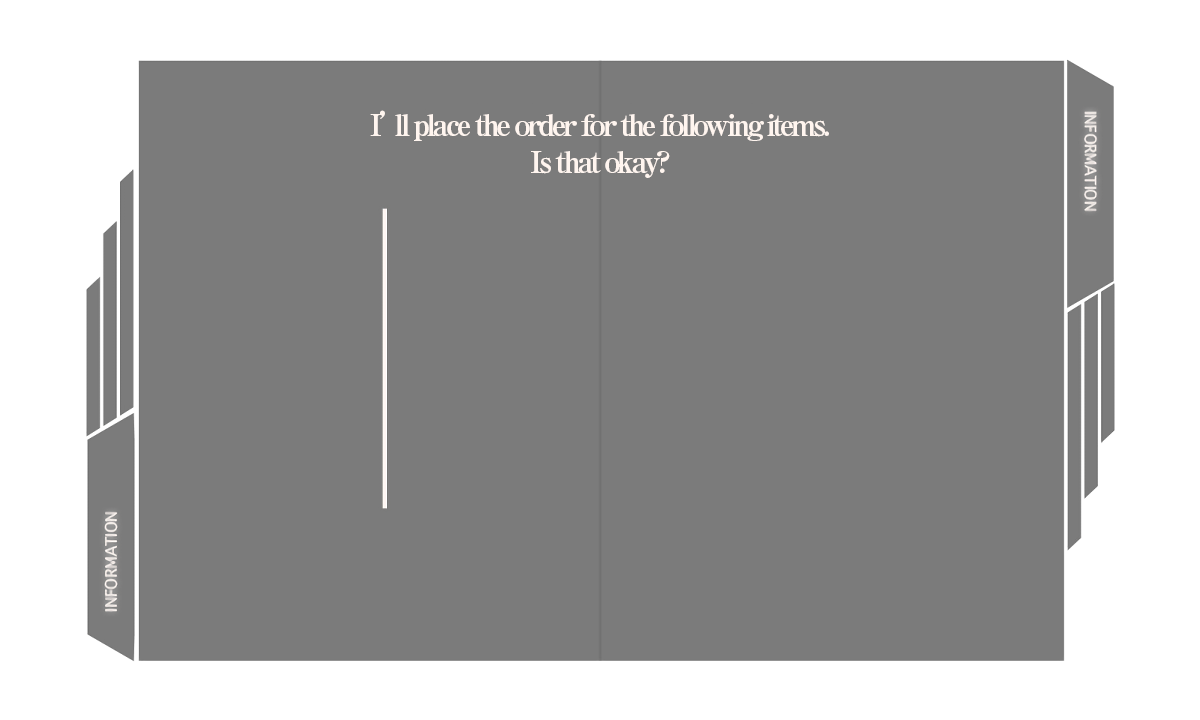 I’ll place the order for the following items.
Is that okay?
INFORMATION
INFORMATION